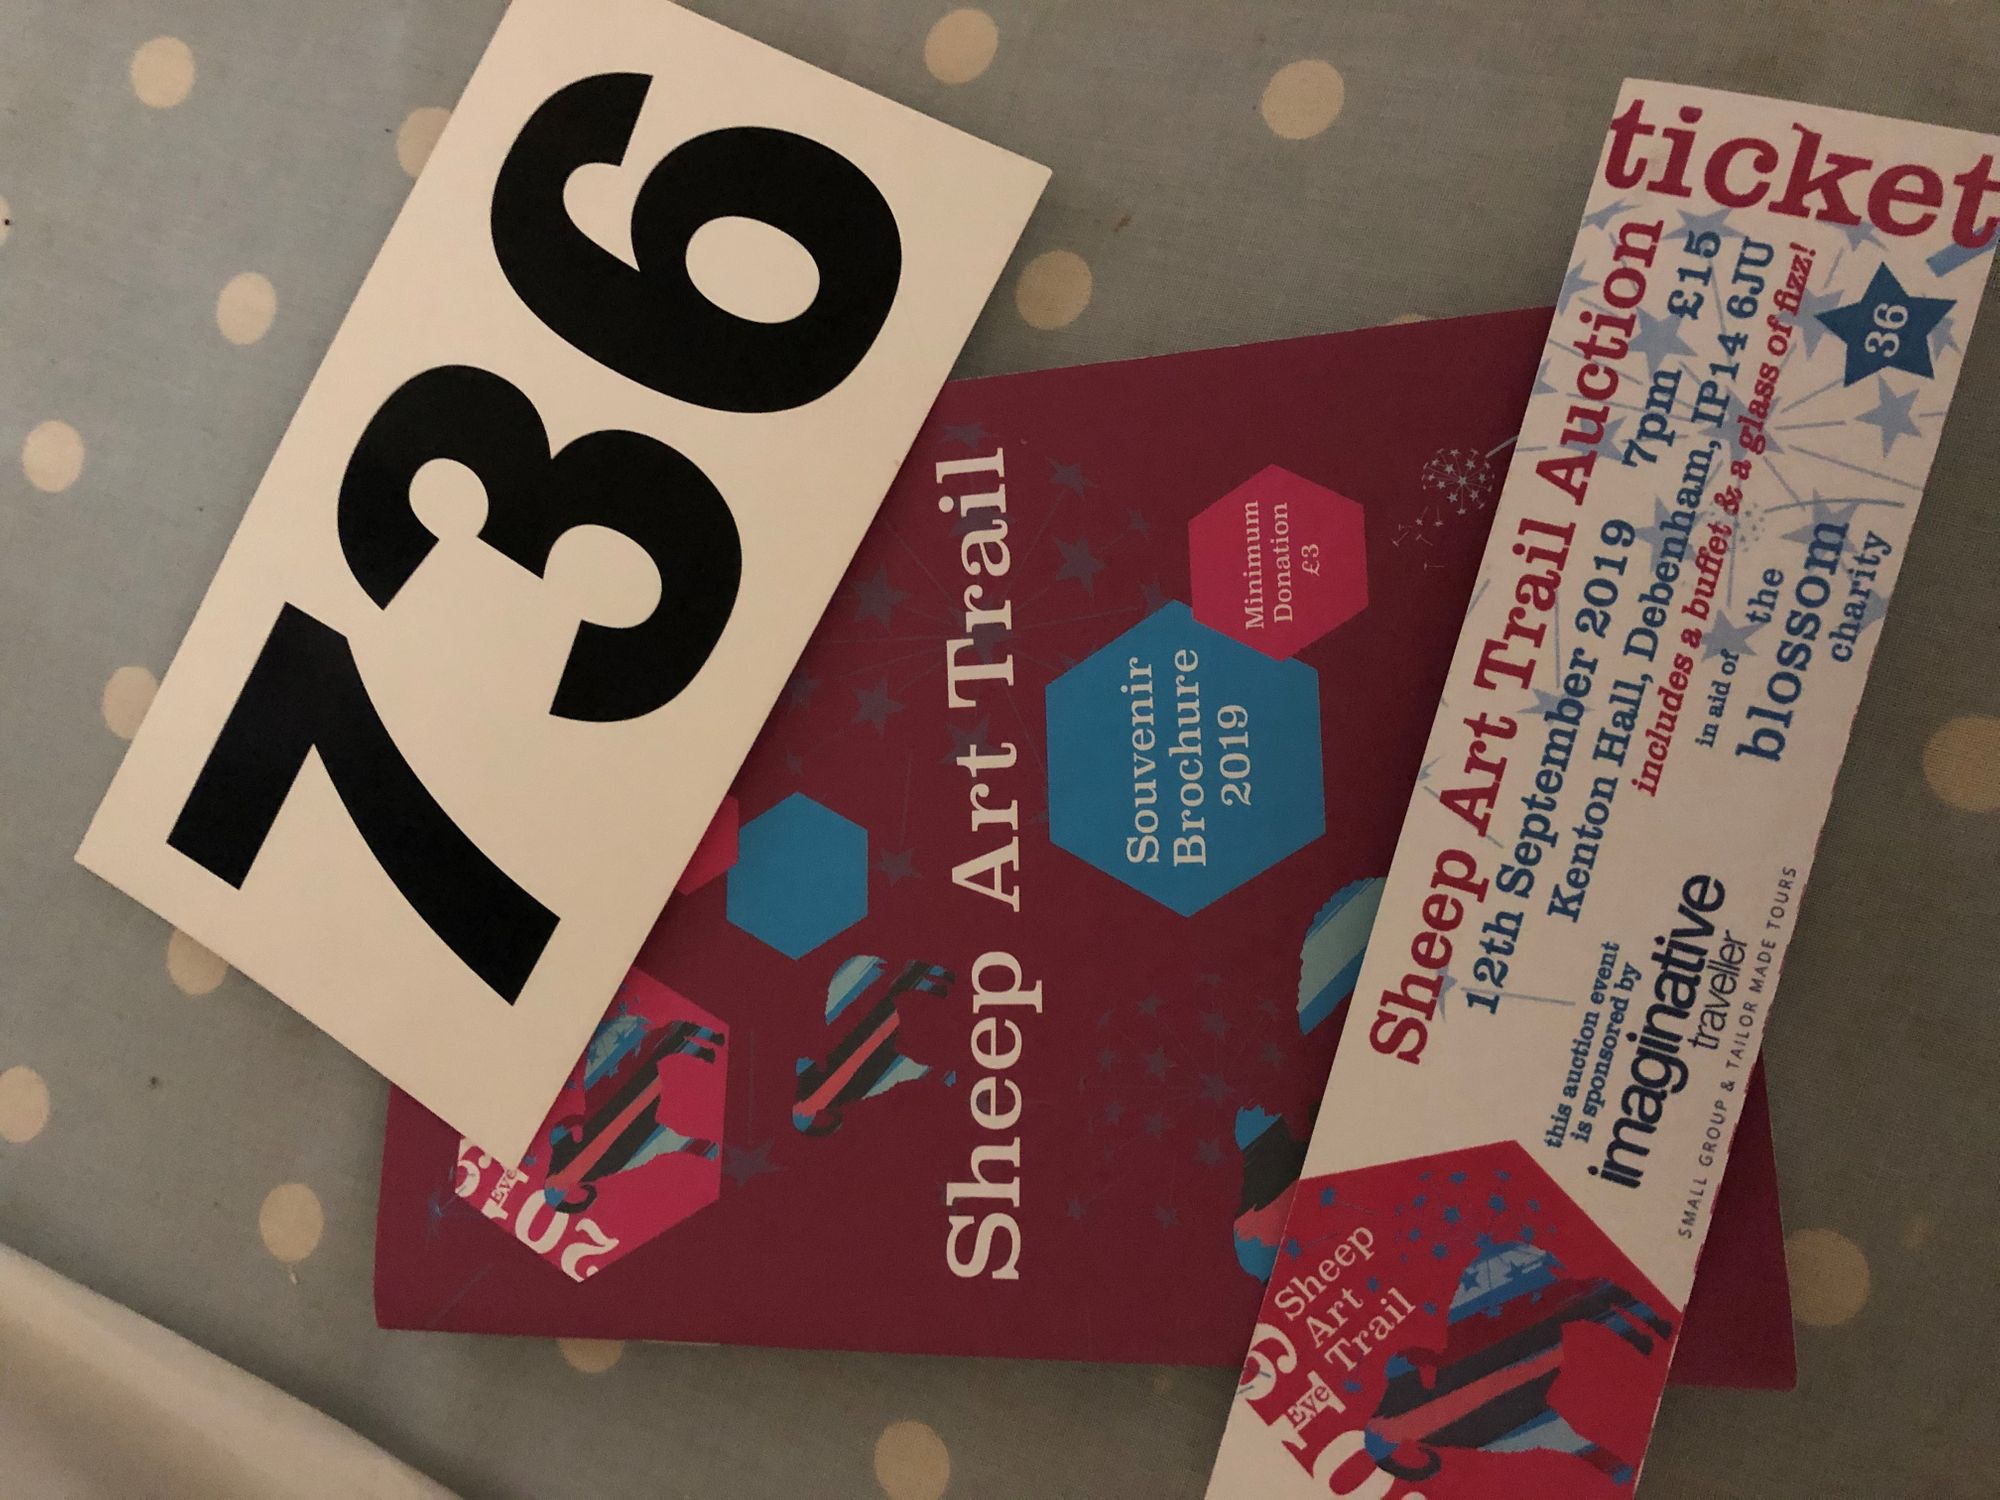 736
Sheep Art Trail
Souvenir
Brochure
2019
Minimum
Donation
£3
Eye
ticket
Sheep Art Trail Auction
12th September 2019 7pm £15
Kenton Hall, Debenham, IP14 6JU
includes a buffet & a glass of fizz!
in aid of the
blossom
charity
36
this auction event
is sponsored by
imaginative
traveller
SMALL GROUP & TAILOR MADE TOURS
2019
Eye
Sheep
Art
Trail